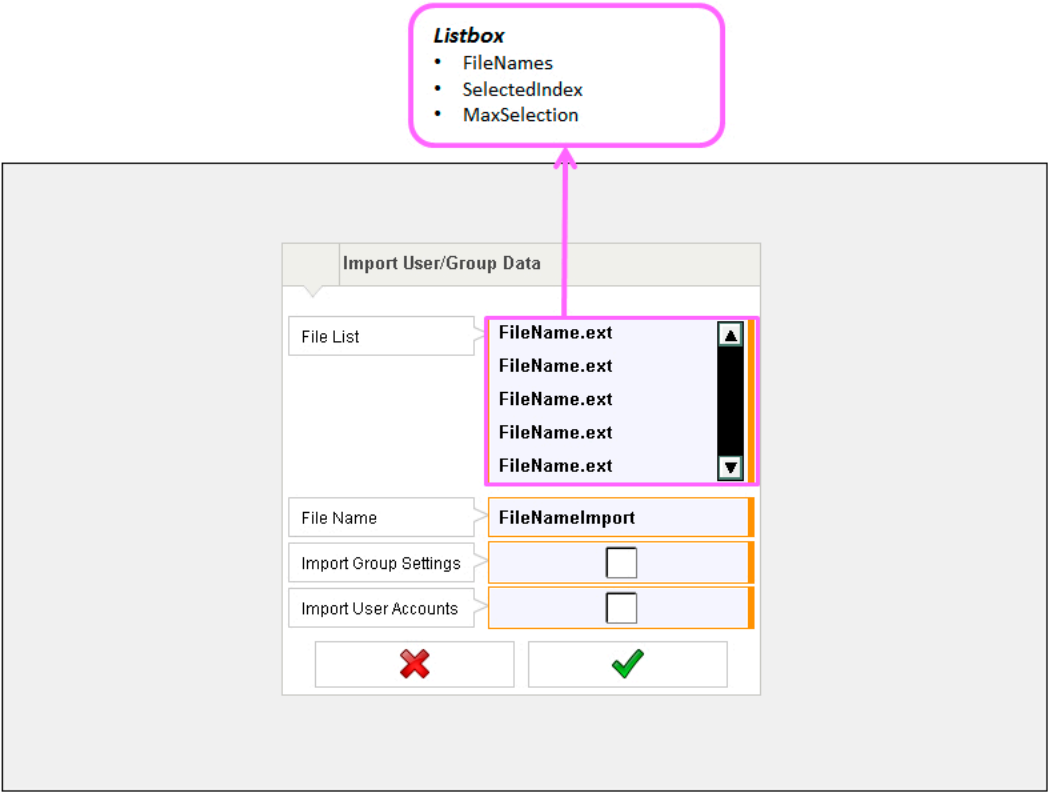 Listbox
• FileNames
• SelectedIndex
• MaxSelection
Import User/Group Data
File List
FileName.ext
FileName.ext
FileName.ext
FileName.ext
FileName.ext
File Name
FileNameImport
Import Group Settings
Import User Accounts